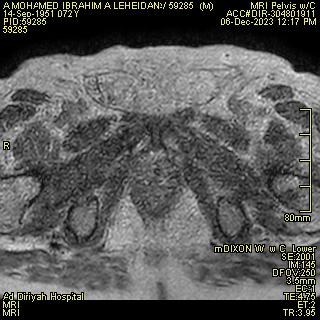 A MOHAMED IBRAHIM A LEHEIDAN:/ 59285 (M)
14-Sep-1951 072Y
PID:59285
59285
MRI Pelvis w/C
ACC#DIR-304801911
06-Dec-2023 12:17 PM
R
80mm
mDIXON W w C Lower
SE:2001
IM:145
DFOV:250
3.5mm
EC:1
TE:4.75
ET:2
TR:3.95
Ad Diriyah Hospital
MRI
MRI